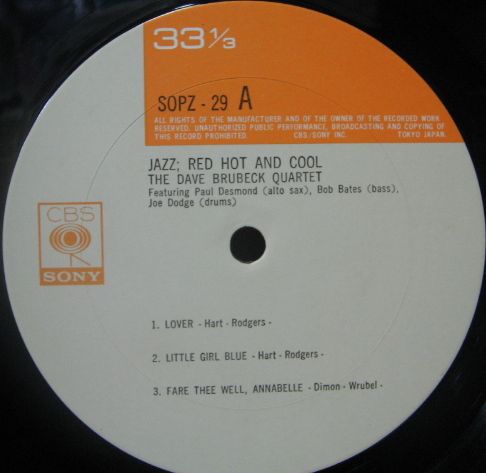 33 1/3
SOPZ - 29 A
ALL RIGHTS OF THE MANUFACTURER AND OF THE OWNER OF THE RECORDED WORK
RESERVED. UNAUTHORIZED PUBLIC PERFORMANCE, BROADCASTING AND COPYING OF
THIS RECORD PROHIBITED. CBS/SONY INC. TOKYO JAPAN.
JAZZ; RED HOT AND COOL
THE DAVE BRUBECK QUARTET
Featuring Paul Desmond (alto sax), Bob Bates (bass),
Joe Dodge (drums)
CBS
SONY
1. LOVER - Hart - Rodgers -
2. LITTLE GIRL BLUE - Hart - Rodgers -
3. FARE THEE WELL, ANNABELLE - Dimon - Wrubel -